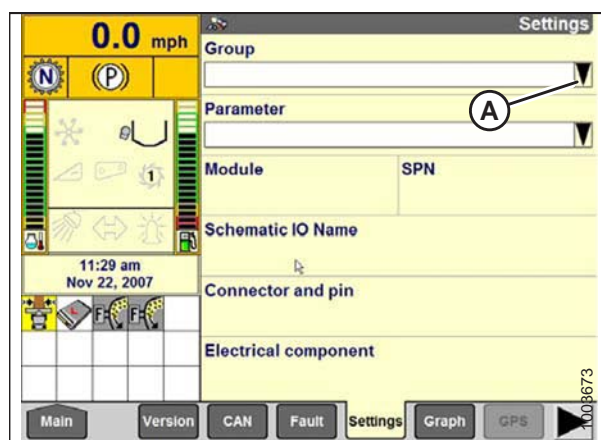 0.0 mph
Settings
Group
N
(P)
A
Parameter
1
Module
SPN
Schematic IO Name
11:29 am
Nov 22, 2007
Connector and pin
F
F
Electrical component
1003673
Main
Version
CAN
Fault
Settings
Graph
GPS